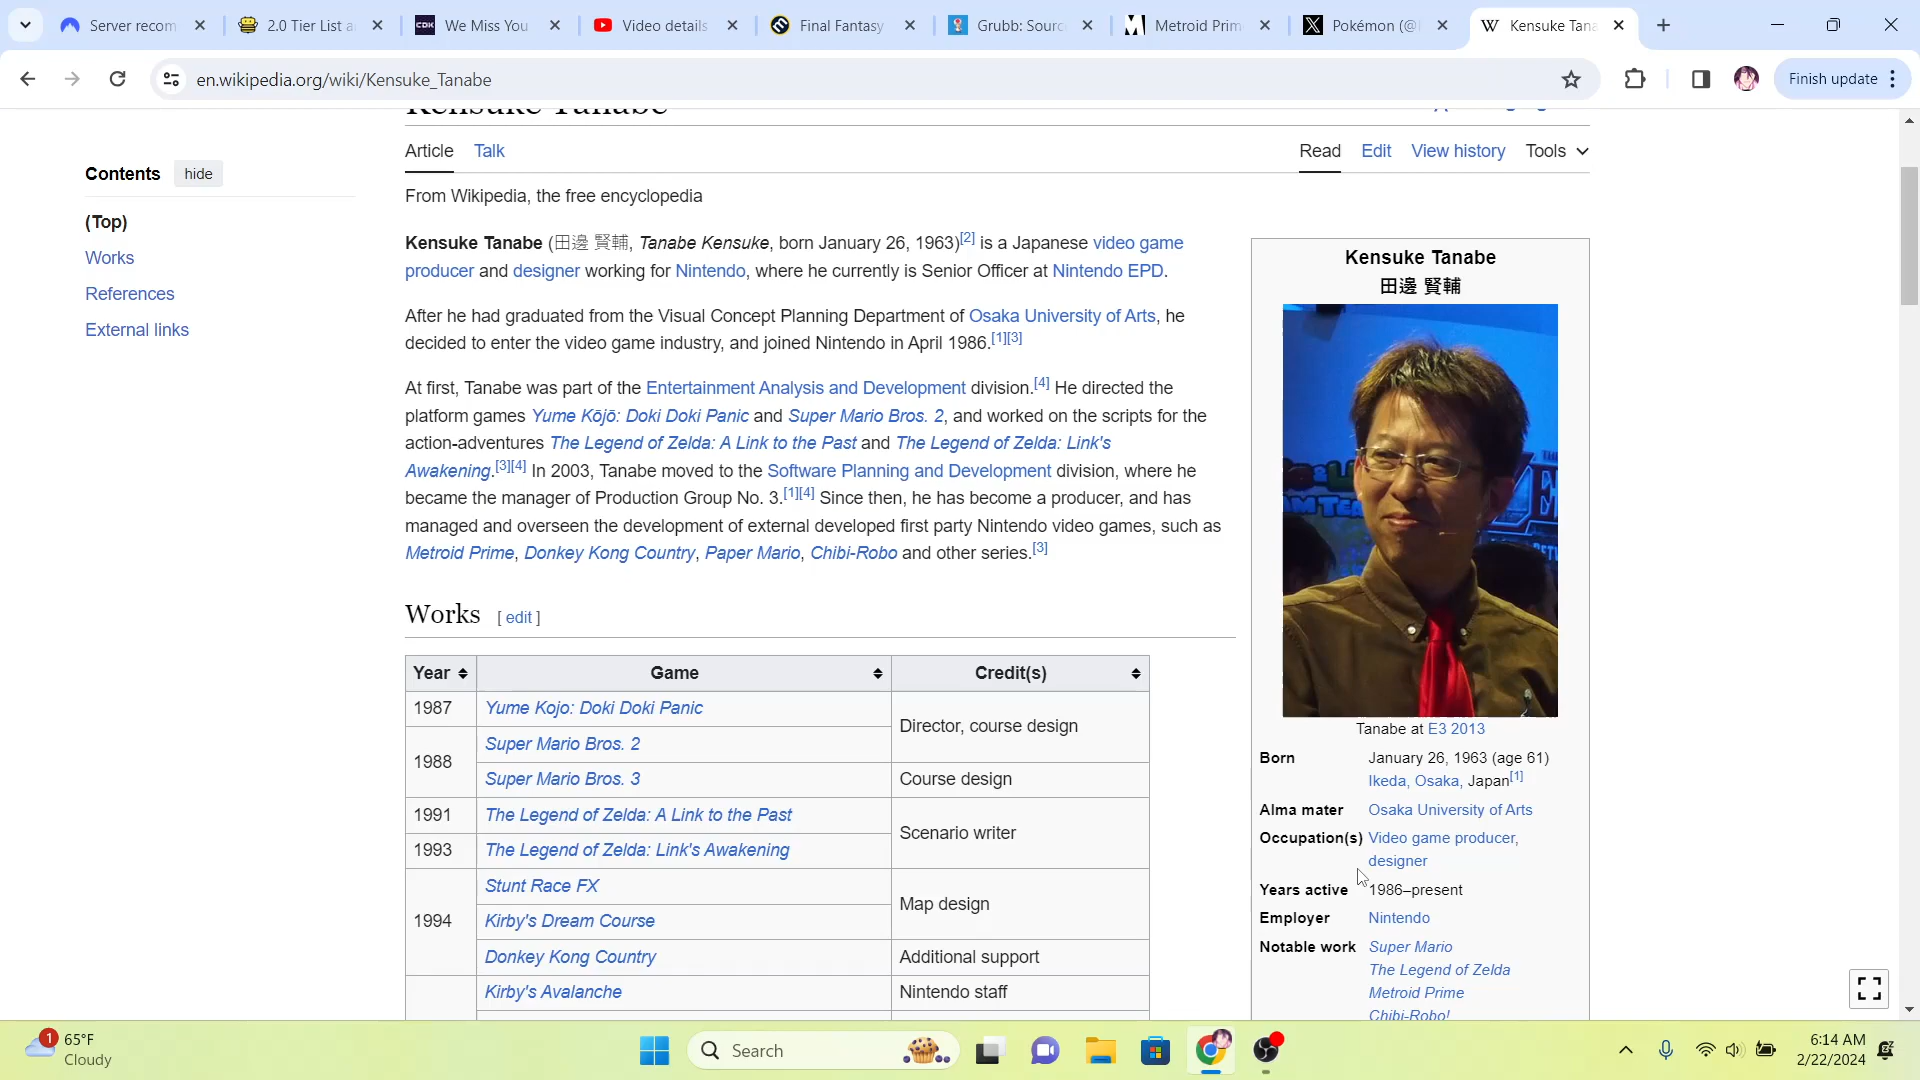 Server recom
2.0 Tier List a
CDK
We Miss You
Video details
Final Fantasy
Grubb: Sourc
Metroid Prim
Pokémon (@
W
Kensuke Tana
en.wikipedia.org/wiki/Kensuke_Tanabe
Finish update
Kensuke Tanabe
Contents
hide
(Top)
Works
References
External links
Article
Talk
Read
Edit
View history
Tools
From Wikipedia, the free encyclopedia
Kensuke Tanabe (田邊 賢輔, Tanabe Kensuke, born January 26, 1963)[2] is a Japanese video game
producer and designer working for Nintendo, where he currently is Senior Officer at Nintendo EPD.
After he had graduated from the Visual Concept Planning Department of Osaka University of Arts, he
decided to enter the video game industry, and joined Nintendo in April 1986.[1][3]
At first, Tanabe was part of the Entertainment Analysis and Development division.[4] He directed the
platform games Yume Kōjō: Doki Doki Panic and Super Mario Bros. 2, and worked on the scripts for the
action-adventures The Legend of Zelda: A Link to the Past and The Legend of Zelda: Link's
Awakening.[3][4] In 2003, Tanabe moved to the Software Planning and Development division, where he
became the manager of Production Group No. 3.[1][4] Since then, he has become a producer, and has
managed and overseen the development of external developed first party Nintendo video games, such as
Metroid Prime, Donkey Kong Country, Paper Mario, Chibi-Robo and other series.[3]
Works [ edit ]
Year
Game
Credit(s)
1987
Yume Kojo: Doki Doki Panic
Director, course design
1988
Super Mario Bros. 2
Super Mario Bros. 3
Course design
1991
The Legend of Zelda: A Link to the Past
Scenario writer
1993
The Legend of Zelda: Link's Awakening
1994
Stunt Race FX
Map design
Kirby's Dream Course
Donkey Kong Country
Additional support
Kirby's Avalanche
Nintendo staff
Kensuke Tanabe
田邊 賢輔
Tanabe at E3 2013
Born
January 26, 1963 (age 61)
Ikeda, Osaka, Japan[1]
Alma mater
Osaka University of Arts
Occupation(s)
Video game producer,
designer
Years active
1986–present
Employer
Nintendo
Notable work
Super Mario
The Legend of Zelda
Metroid Prime
Chibi-Robo!
1
65°F
Cloudy
Search
6:14 AM
2/22/2024